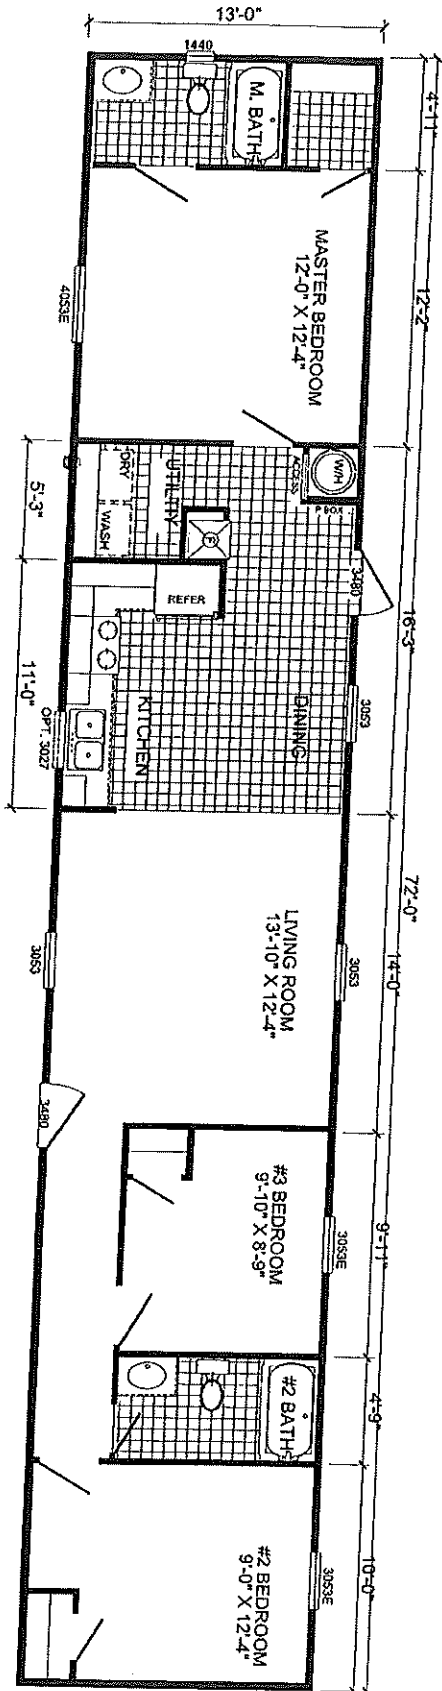 13'-0"
1440
4'-11"
M. BATH
12'-2"
MASTER BEDROOM
12'-0" X 12'-4"
4053E
W/H
ACCESS
P BOX
UTILITY
DRY
WASH
F
5'-3"
3480
16'-3"
REFER
DINING
3053
KITCHEN
11'-0"
OPT. 3027
72'-0"
LIVING ROOM
13'-10" X 12'-4"
14'-0"
3053
3053
3480
#3 BEDROOM
9'-10" X 8'-9"
3053E
9'-11"
#2 BATH
4'-9"
#2 BEDROOM
9'-0" X 12'-4"
3053E
10'-0"